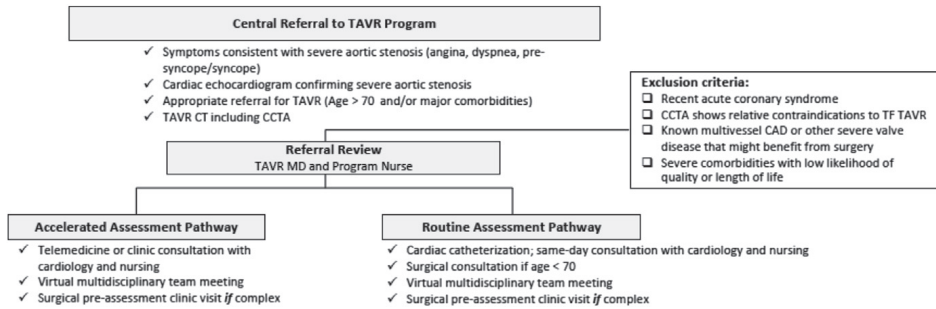 Central Referral to TAVR Program
✓ Symptoms consistent with severe aortic stenosis (angina, dyspnea, pre-
syncope/syncope)
✓ Cardiac echocardiogram confirming severe aortic stenosis
✓ Appropriate referral for TAVR (Age > 70 and/or major comorbidities)
✓ TAVR CT including CCTA
Exclusion criteria:
❑ Recent acute coronary syndrome
❑ CCTA shows relative contraindications to TF TAVR
❑ Known multivessel CAD or other severe valve
disease that might benefit from surgery
❑ Severe comorbidities with low likelihood of
quality or length of life
Referral Review
TAVR MD and Program Nurse
Accelerated Assessment Pathway
✓ Telemedicine or clinic consultation with
cardiology and nursing
✓ Virtual multidisciplinary team meeting
✓ Surgical pre-assessment clinic visit if complex
Routine Assessment Pathway
✓ Cardiac catheterization; same-day consultation with cardiology and nursing
✓ Surgical consultation if age < 70
✓ Virtual multidisciplinary team meeting
✓ Surgical pre-assessment clinic visit if complex